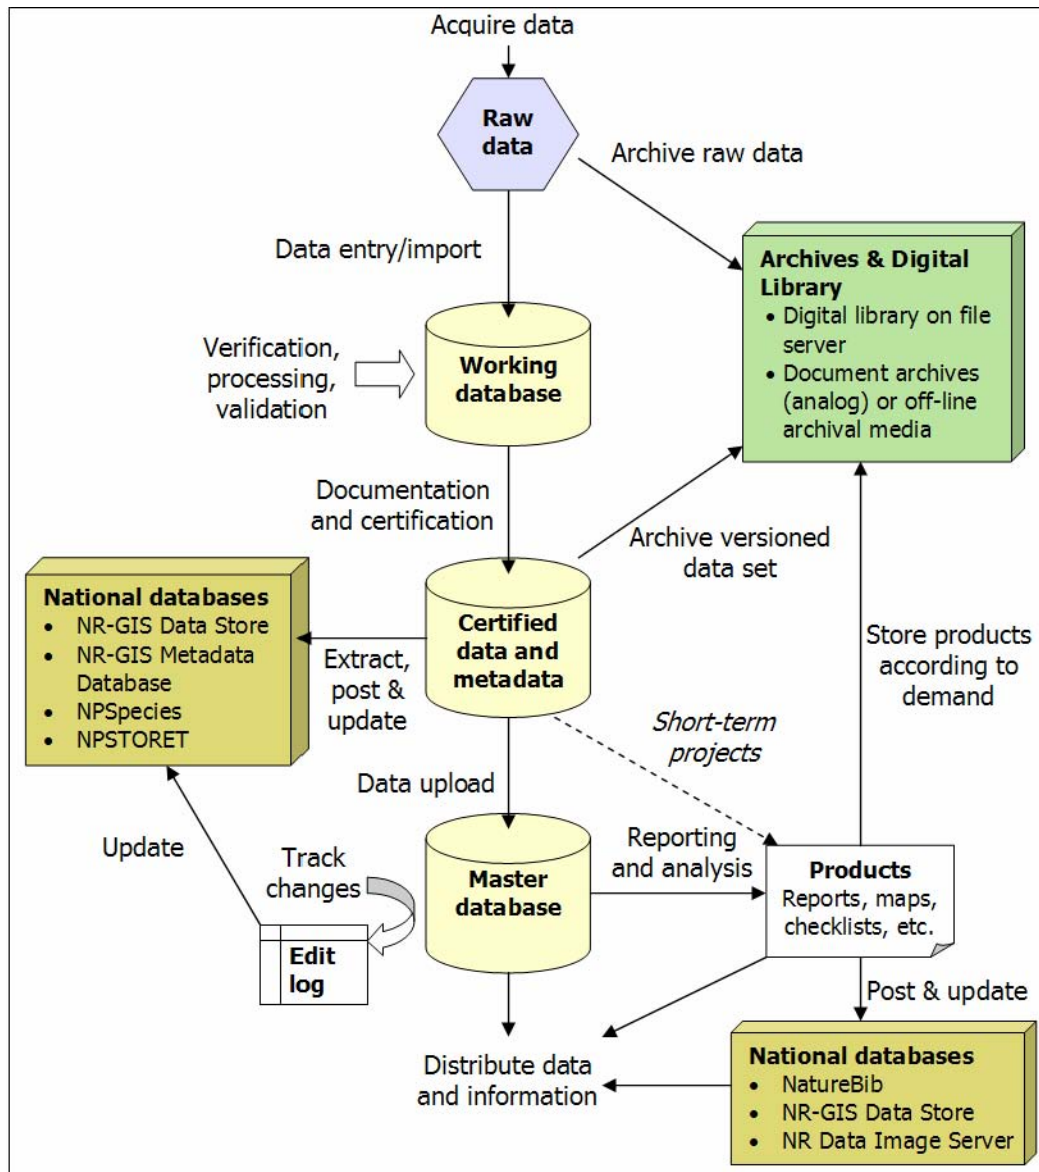 Acquire data
Raw
data
Archive raw data
Data entry/import
Archives & Digital
Library
• Digital library on file
server
• Document archives
(analog) or off-line
archival media
Verification,
processing,
validation
Working
database
Documentation
and certification
Archive versioned
data set
National databases
• NR-GIS Data Store
• NR-GIS Metadata
Database
• NPSpecies
• NPSTORET
Certified
data and
metadata
Extract,
post &
update
Store products
according to
demand
Short-term
projects
Data upload
Update
Track
changes
Master
database
Reporting
and analysis
Products
Reports, maps,
checklists, etc.
Edit
log
Post & update
Distribute data
and information
National databases
• NatureBib
• NR-GIS Data Store
• NR Data Image Server